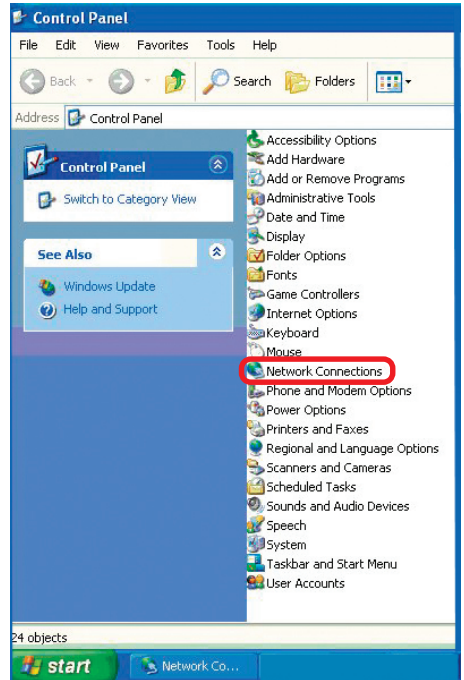 Control Panel
File Edit View Favorites Tools Help
Back Search Folders
Address Control Panel
Control Panel
Switch to Category View
See Also
Windows Update
Help and Support
Accessibility Options
Add Hardware
Add or Remove Programs
Administrative Tools
Date and Time
Display
Folder Options
Fonts
Game Controllers
Internet Options
Keyboard
Mouse
Network Connections
Phone and Modem Options
Power Options
Printers and Faxes
Regional and Language Options
Scanners and Cameras
Scheduled Tasks
Sounds and Audio Devices
Speech
System
Taskbar and Start Menu
User Accounts
24 objects
start Network Co...